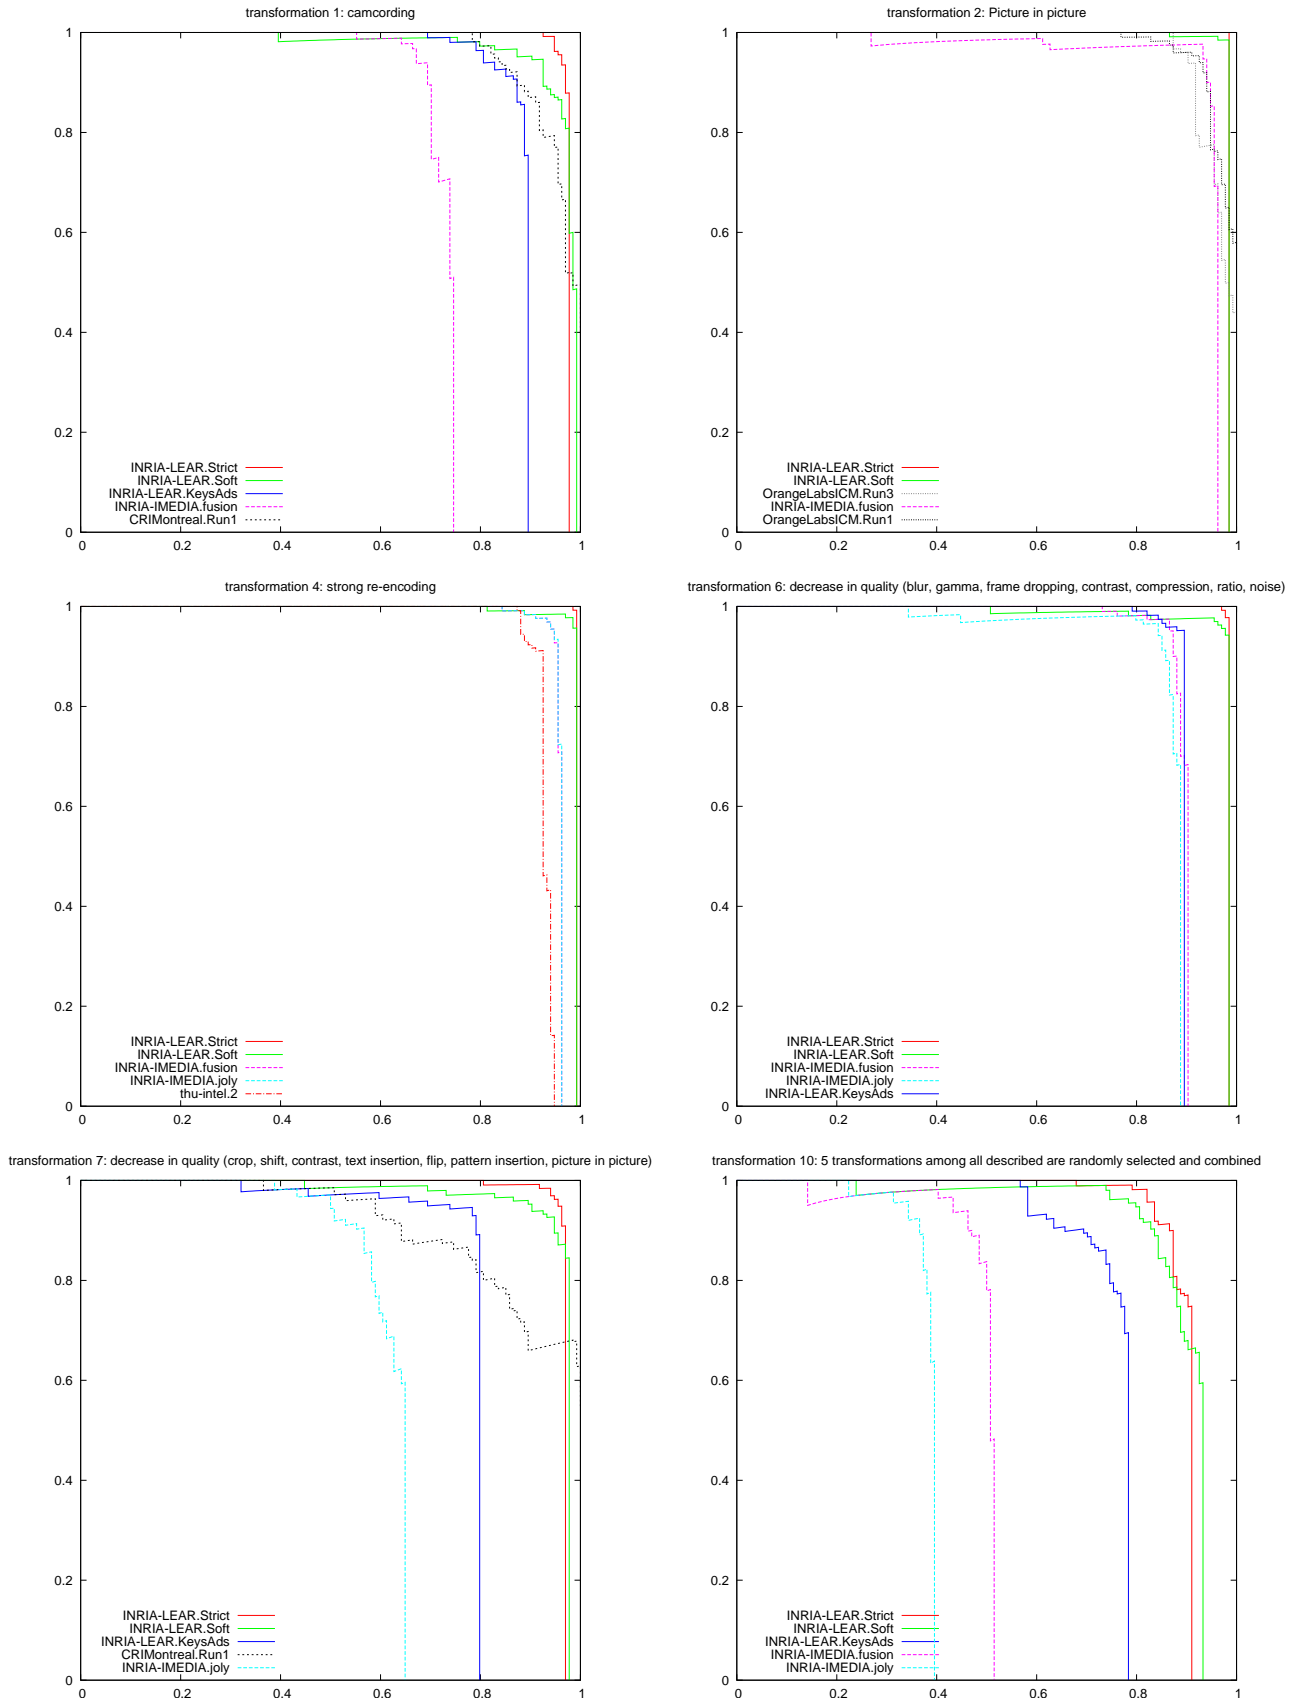 transformation 1: camcording
1
0.8
0.6
0.4
0.2
0
INRIA-LEAR.Strict
INRIA-LEAR.Soft
INRIA-LEAR.KeysAds
INRIA-IMEDIA.fusion
CRIMontreal.Run1
0 0.2 0.4 0.6 0.8 1
transformation 2: Picture in picture
1
0.8
0.6
0.4
0.2
0
INRIA-LEAR.Strict
INRIA-LEAR.Soft
OrangeLabsICM.Run3
INRIA-IMEDIA.fusion
OrangeLabsICM.Run1
0 0.2 0.4 0.6 0.8 1
transformation 4: strong re-encoding
1
0.8
0.6
0.4
0.2
0
INRIA-LEAR.Strict
INRIA-LEAR.Soft
INRIA-IMEDIA.fusion
INRIA-IMEDIA.joly
thu-intel.2
0 0.2 0.4 0.6 0.8 1
transformation 6: decrease in quality (blur, gamma, frame dropping, contrast, compression, ratio, noise)
1
0.8
0.6
0.4
0.2
0
INRIA-LEAR.Strict
INRIA-LEAR.Soft
INRIA-IMEDIA.fusion
INRIA-IMEDIA.joly
INRIA-LEAR.KeysAds
0 0.2 0.4 0.6 0.8 1
transformation 7: decrease in quality (crop, shift, contrast, text insertion, flip, pattern insertion, picture in picture)
1
0.8
0.6
0.4
0.2
0
INRIA-LEAR.Strict
INRIA-LEAR.Soft
INRIA-LEAR.KeysAds
CRIMontreal.Run1
INRIA-IMEDIA.joly
0 0.2 0.4 0.6 0.8 1
transformation 10: 5 transformations among all described are randomly selected and combined
1
0.8
0.6
0.4
0.2
0
INRIA-LEAR.Strict
INRIA-LEAR.Soft
INRIA-LEAR.KeysAds
INRIA-IMEDIA.fusion
INRIA-IMEDIA.joly
0 0.2 0.4 0.6 0.8 1